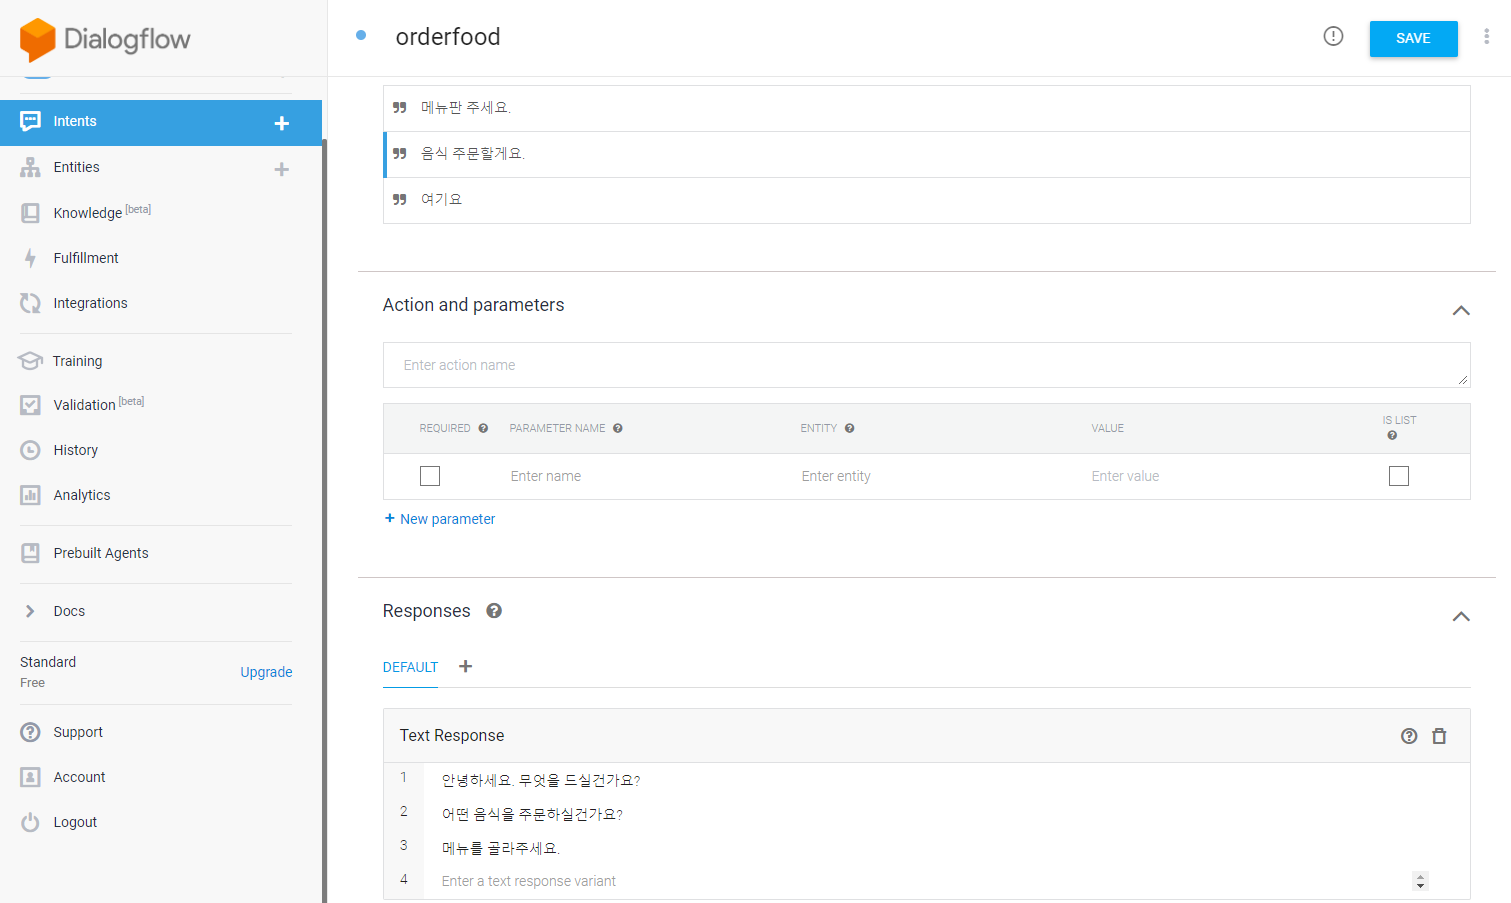 Dialogflow
orderfood
SAVE
Intents
Entities
Knowledge [beta]
Fulfillment
Integrations
Training
Validation [beta]
History
Analytics
Prebuilt Agents
Docs
Standard
Free
Upgrade
Support
Account
Logout
메뉴판 주세요.
음식 주문할게요.
여기요
Action and parameters
Enter action name
REQUIRED
PARAMETER NAME
ENTITY
VALUE
IS LIST
Enter name
Enter entity
Enter value
+ New parameter
Responses
DEFAULT
Text Response
1 안녕하세요. 무엇을 드실건가요?
2 어떤 음식을 주문하실건가요?
3 메뉴를 골라주세요.
4 Enter a text response variant